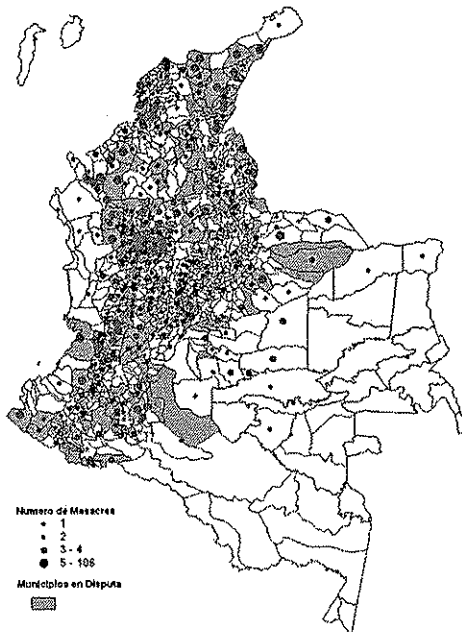 Numero de Masacres
1
2
3 - 4
5 - 106
Municipios en Disputa